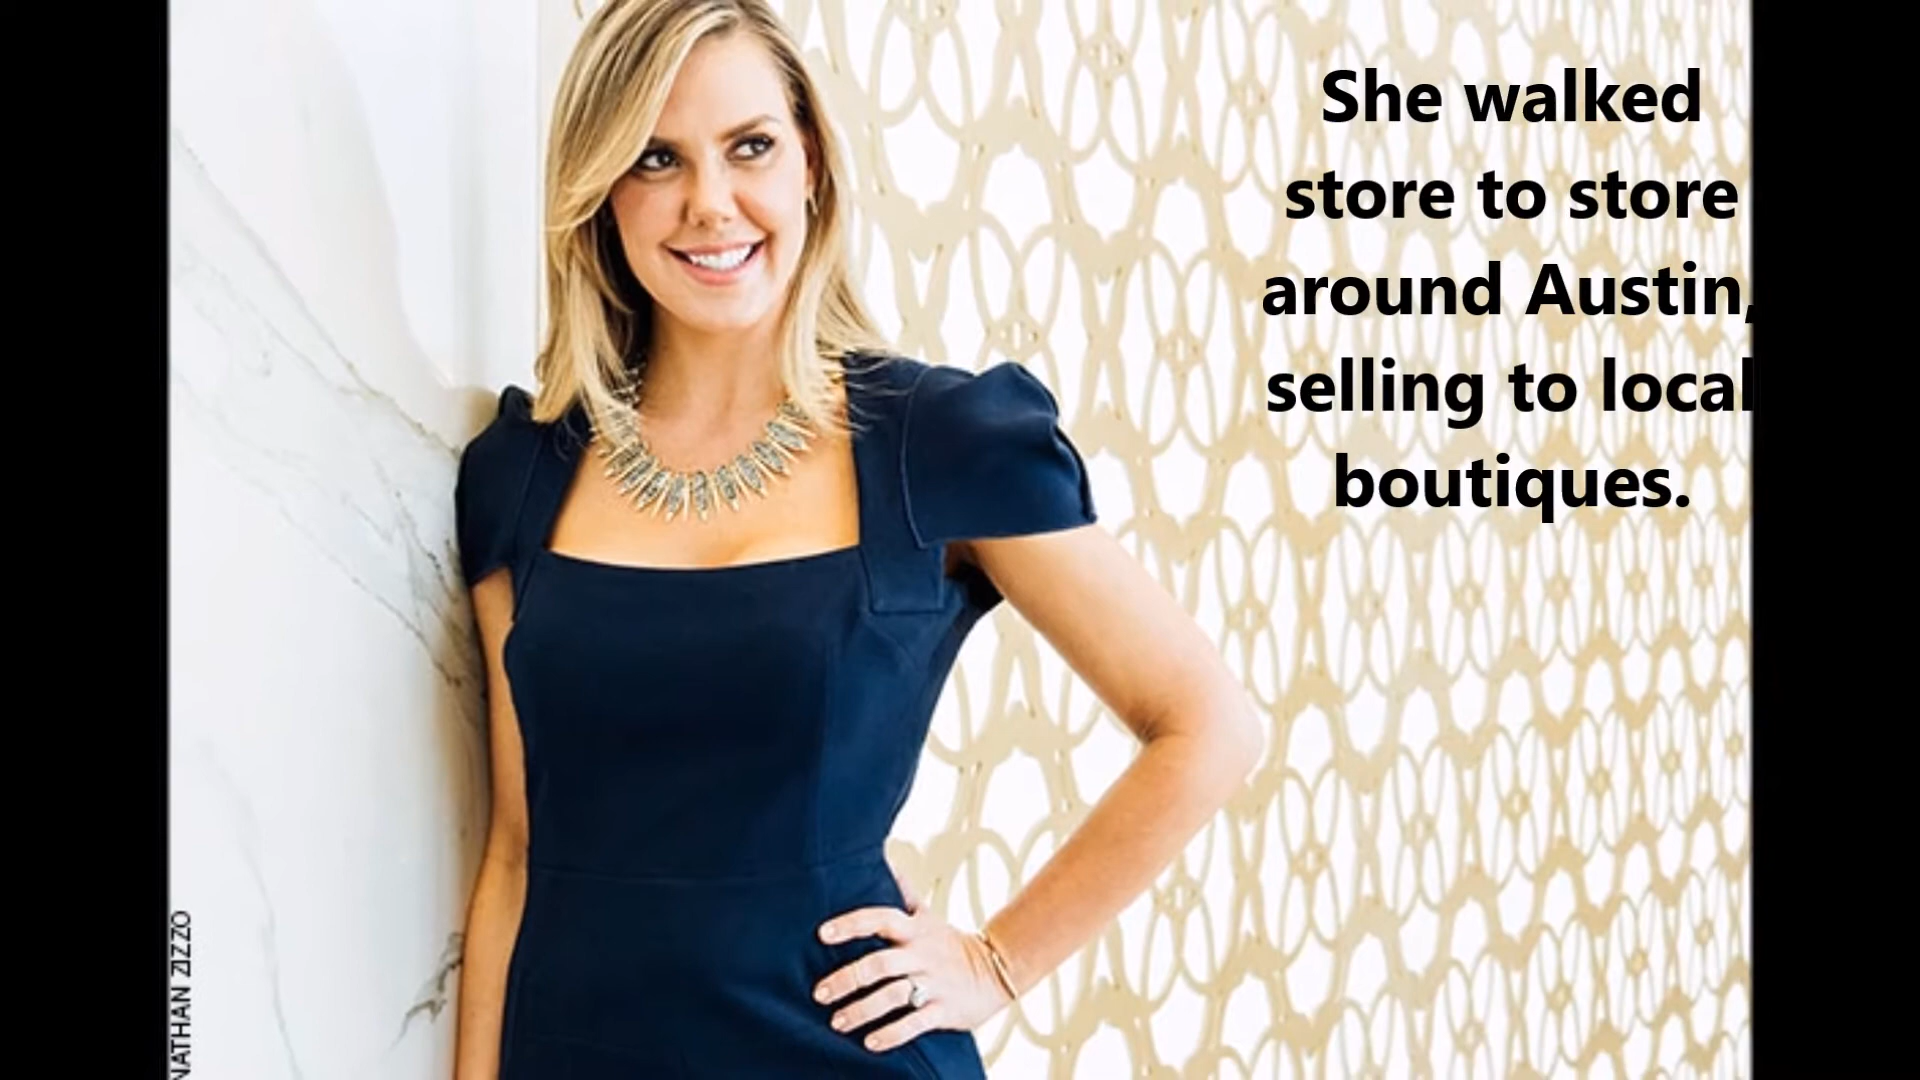 She walked
store to store
around Austin,
selling to local
boutiques.
NATHAN ZIZZO